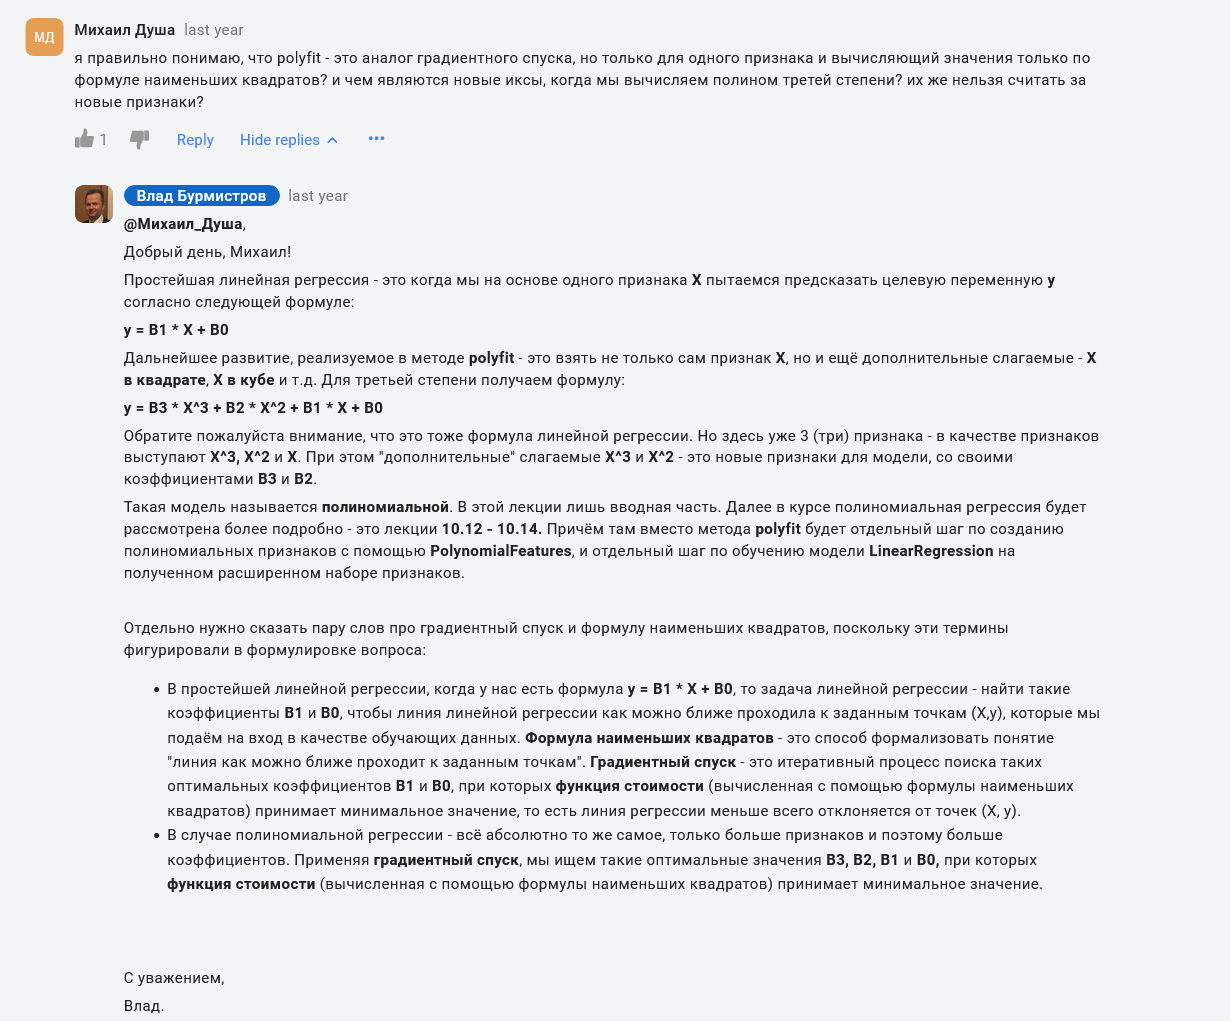 МД
Михаил Душа last year
я правильно понимаю, что polyfit - это аналог градиентного спуска, но только для одного признака и вычисляющий значения только по
формуле наименьших квадратов? и чем являются новые иксы, когда мы вычисляем полином третей степени? их же нельзя считать за
новые признаки?
1 Reply Hide replies
Влад Бурмистров last year
@Михаил_Душа,
Добрый день, Михаил!
Простейшая линейная регрессия - это когда мы на основе одного признака X пытаемся предсказать целевую переменную y
согласно следующей формуле:
y = B1 * X + B0
Дальнейшее развитие, реализуемое в методе polyfit - это взять не только сам признак X, но и ещё дополнительные слагаемые - X
в квадрате, X в кубе и т.д. Для третьей степени получаем формулу:
y = B3 * X^3 + B2 * X^2 + B1 * X + B0
Обратите пожалуйста внимание, что это тоже формула линейной регрессии. Но здесь уже 3 (три) признака - в качестве признаков
выступают X^3, X^2 и X. При этом "дополнительные" слагаемые X^3 и X^2 - это новые признаки для модели, со своими
коэффициентами B3 и B2.
Такая модель называется полиномиальной. В этой лекции лишь вводная часть. Далее в курсе полиномиальная регрессия будет
рассмотрена более подробно - это лекции 10.12 - 10.14. Причём там вместо метода polyfit будет отдельный шаг по созданию
полиномиальных признаков с помощью PolynomialFeatures, и отдельный шаг по обучению модели LinearRegression на
полученном расширенном наборе признаков.
Отдельно нужно сказать пару слов про градиентный спуск и формулу наименьших квадратов, поскольку эти термины
фигурировали в формулировке вопроса:
• В простейшей линейной регрессии, когда у нас есть формула y = B1 * X + B0, то задача линейной регрессии - найти такие
коэффициенты B1 и B0, чтобы линия линейной регрессии как можно ближе проходила к заданным точкам (X,y), которые мы
подаём на вход в качестве обучающих данных. Формула наименьших квадратов - это способ формализовать понятие
"линия как можно ближе проходит к заданным точкам". Градиентный спуск - это итеративный процесс поиска таких
оптимальных коэффициентов B1 и B0, при которых функция стоимости (вычисленная с помощью формулы наименьших
квадратов) принимает минимальное значение, то есть линия регрессии меньше всего отклоняется от точек (X, y).
• В случае полиномиальной регрессии - всё абсолютно то же самое, только больше признаков и поэтому больше
коэффициентов. Применяя градиентный спуск, мы ищем такие оптимальные значения B3, B2, B1 и B0, при которых
функция стоимости (вычисленная с помощью формулы наименьших квадратов) принимает минимальное значение.
С уважением,
Влад.